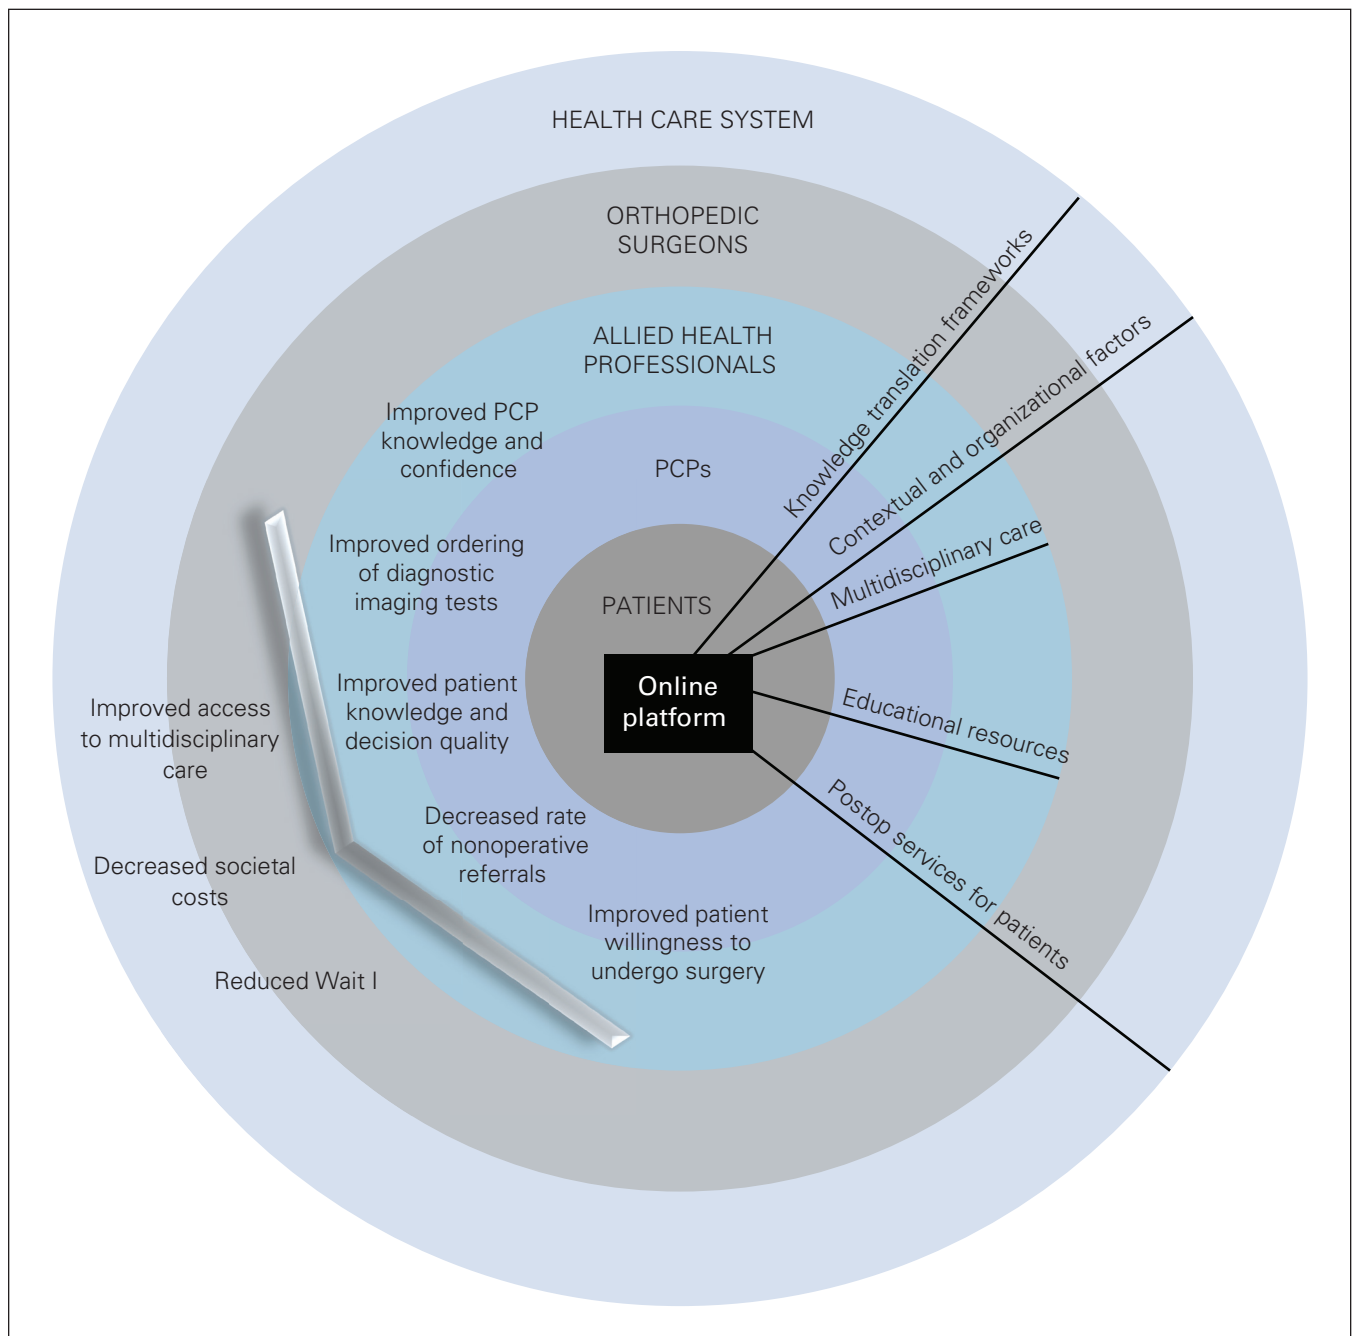 HEALTH CARE SYSTEM
ORTHOPEDIC
SURGEONS
ALLIED HEALTH
PROFESSIONALS
PCPs
PATIENTS
Online
platform
Knowledge translation frameworks
Contextual and organizational factors
Multidisciplinary care
Educational resources
Postop services for patients
Improved PCP
knowledge and
confidence
Improved ordering
of diagnostic
imaging tests
Improved patient
knowledge and
decision quality
Decreased rate
of nonoperative
referrals
Improved patient
willingness to
undergo surgery
Improved access
to multidisciplinary
care
Decreased societal
costs
Reduced Wait I